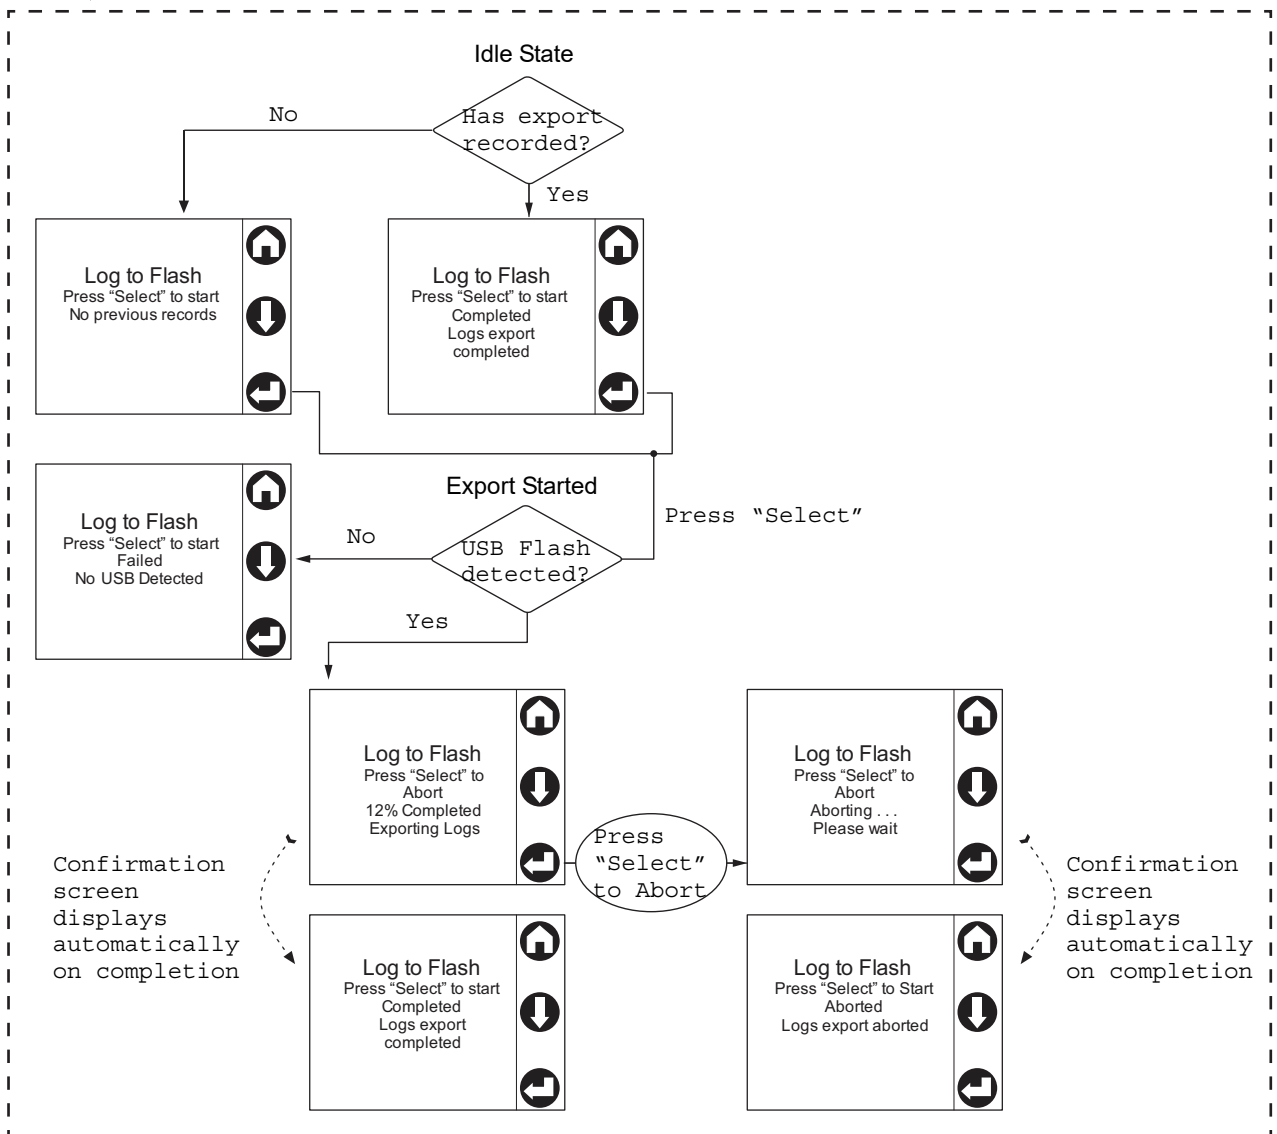 Idle State
Has export
recorded?
No
Yes
Log to Flash
Press “Select” to start
No previous records
Log to Flash
Press “Select” to start
Completed
Logs export
completed
Export Started
Press “Select”
USB Flash
detected?
No
Yes
Log to Flash
Press “Select” to start
Failed
No USB Detected
Log to Flash
Press “Select” to
Abort
12% Completed
Exporting Logs
Press
“Select”
to Abort
Log to Flash
Press “Select” to
Abort
Aborting . . .
Please wait
Confirmation
screen
displays
automatically
on completion
Confirmation
screen
displays
automatically
on completion
Log to Flash
Press “Select” to start
Completed
Logs export
completed
Log to Flash
Press “Select” to Start
Aborted
Logs export aborted